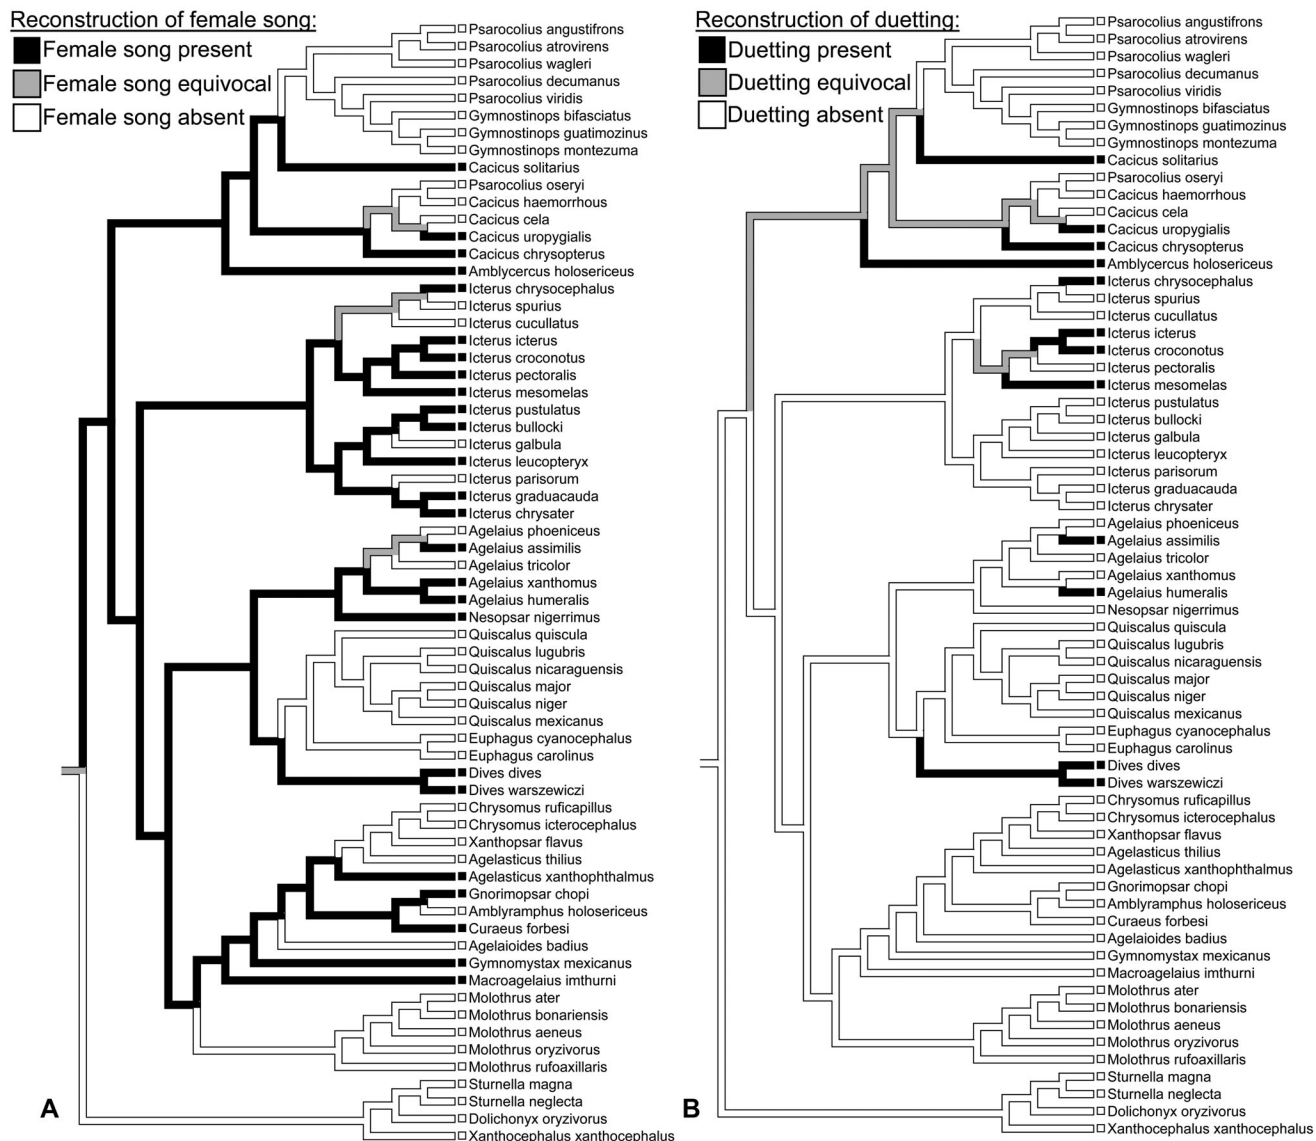 Reconstruction of female song:
Female song present
Female song equivocal
Female song absent
Psarocolius angustifrons
Psarocolius atrovirens
Psarocolius wagleri
Psarocolius decumanus
Psarocolius viridis
Gymnostinops bifasciatus
Gymnostinops guatimozinus
Gymnostinops montezuma
Cacicus solitarius
Psarocolius oseryi
Cacicus haemorrhous
Cacicus cela
Cacicus uropygialis
Cacicus chrysopterus
Amblycercus holosericeus
Icterus chrysocephalus
Icterus spurius
Icterus cucullatus
Icterus icterus
Icterus croconotus
Icterus pectoralis
Icterus mesomelas
Icterus pustulatus
Icterus bullocki
Icterus galbula
Icterus leucopteryx
Icterus parisorum
Icterus graduacauda
Icterus chrysater
Agelaius phoeniceus
Agelaius assimilis
Agelaius tricolor
Agelaius xanthomus
Agelaius humeralis
Nesopsar nigerrimus
Quiscalus quiscula
Quiscalus lugubris
Quiscalus nicaraguensis
Quiscalus major
Quiscalus niger
Quiscalus mexicanus
Euphagus cyanocephalus
Euphagus carolinus
Dives dives
Dives warszewiczi
Chrysomus ruficapillus
Chrysomus icterocephalus
Xanthopsar flavus
Agelasticus thilius
Agelasticus xanthophthalmus
Gnorimopsar chopi
Amblyramphus holosericeus
Curaeus forbesi
Agelaioides badius
Gymnomystax mexicanus
Macroagelaius imthurni
Molothrus ater
Molothrus bonariensis
Molothrus aeneus
Molothrus oryzivorus
Molothrus rufoaxillaris
Sturnella magna
Sturnella neglecta
Dolichonyx oryzivorus
Xanthocephalus xanthocephalus
A
Reconstruction of duetting:
Duetting present
Duetting equivocal
Duetting absent
Psarocolius angustifrons
Psarocolius atrovirens
Psarocolius wagleri
Psarocolius decumanus
Psarocolius viridis
Gymnostinops bifasciatus
Gymnostinops guatimozinus
Gymnostinops montezuma
Cacicus solitarius
Psarocolius oseryi
Cacicus haemorrhous
Cacicus cela
Cacicus uropygialis
Cacicus chrysopterus
Amblycercus holosericeus
Icterus chrysocephalus
Icterus spurius
Icterus cucullatus
Icterus icterus
Icterus croconotus
Icterus pectoralis
Icterus mesomelas
Icterus pustulatus
Icterus bullocki
Icterus galbula
Icterus leucopteryx
Icterus parisorum
Icterus graduacauda
Icterus chrysater
Agelaius phoeniceus
Agelaius assimilis
Agelaius tricolor
Agelaius xanthomus
Agelaius humeralis
Nesopsar nigerrimus
Quiscalus quiscula
Quiscalus lugubris
Quiscalus nicaraguensis
Quiscalus major
Quiscalus niger
Quiscalus mexicanus
Euphagus cyanocephalus
Euphagus carolinus
Dives dives
Dives warszewiczi
Chrysomus ruficapillus
Chrysomus icterocephalus
Xanthopsar flavus
Agelasticus thilius
Agelasticus xanthophthalmus
Gnorimopsar chopi
Amblyramphus holosericeus
Curaeus forbesi
Agelaioides badius
Gymnomystax mexicanus
Macroagelaius imthurni
Molothrus ater
Molothrus bonariensis
Molothrus aeneus
Molothrus oryzivorus
Molothrus rufoaxillaris
Sturnella magna
Sturnella neglecta
Dolichonyx oryzivorus
Xanthocephalus xanthocephalus
B